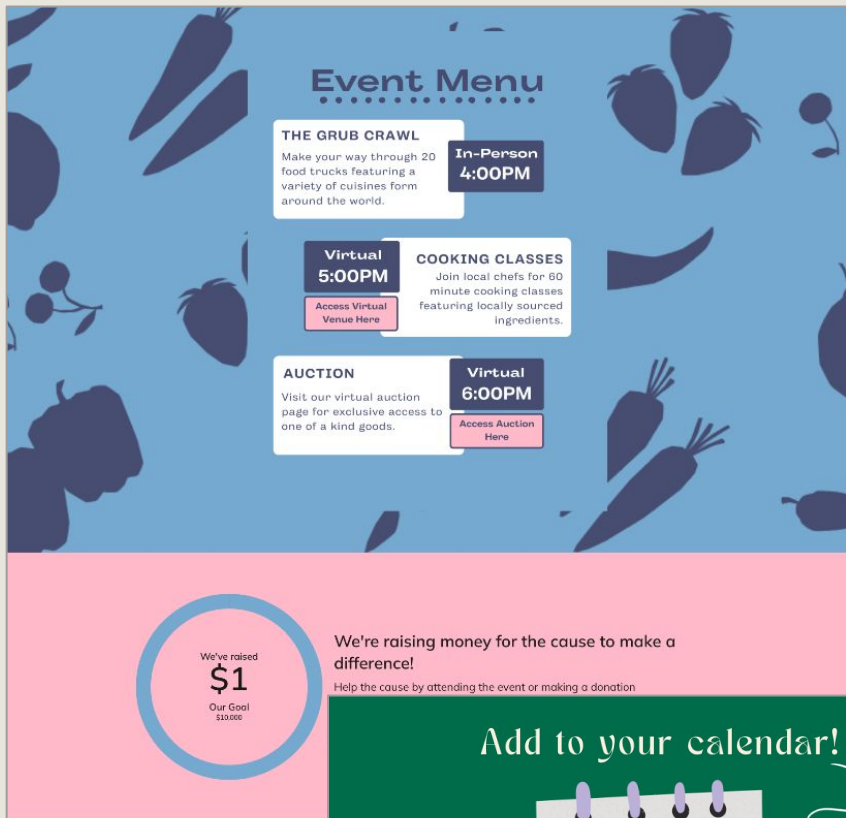 Event Menu
THE GRUB CRAWL
Make your way through 20
food trucks featuring a
variety of cuisines form
around the world.
In-Person
4:00PM
Virtual
5:00PM
Access Virtual
Venue Here
COOKING CLASSES
Join local chefs for 60
minute cooking classes
featuring locally sourced
ingredients.
AUCTION
Visit our virtual auction
page for exclusive access to
one of a kind goods.
Virtual
6:00PM
Access Auction
Here
We've raised
$1
Our Goal
$10,000
We're raising money for the cause to make a
difference!
Help the cause by attending the event or making a donation
Add to your calendar!